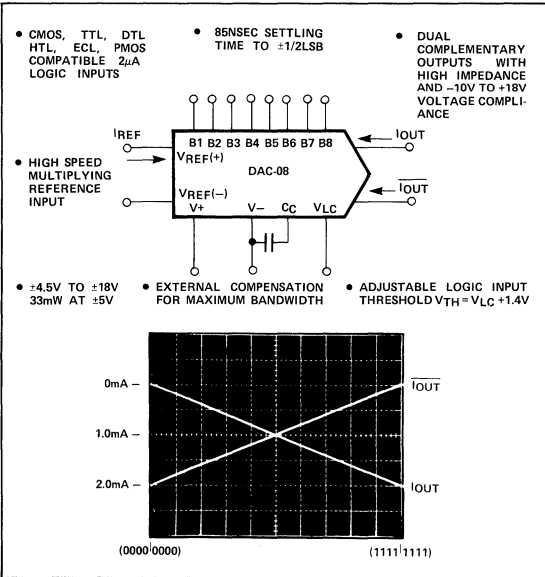 • CMOS, TTL, DTL
HTL, ECL, PMOS
COMPATIBLE 2μA
LOGIC INPUTS
• 85NSEC SETTLING
TIME TO ±1/2LSB
• DUAL
COMPLEMENTARY
OUTPUTS WITH
HIGH IMPEDANCE
AND −10V TO +18V
VOLTAGE COMPLI-
ANCE
IREF
B1 B2 B3 B4 B5 B6 B7 B8
IOUT
VREF(+)
DAC-08
• HIGH SPEED
MULTIPLYING
REFERENCE
INPUT
IOUT
VREF(−)
V+ V− CC VLC
• ±4.5V TO ±18V
33mW AT ±5V
• EXTERNAL COMPENSATION
FOR MAXIMUM BANDWIDTH
• ADJUSTABLE LOGIC INPUT
THRESHOLD VTH = VLC +1.4V
0mA –
IOUT
1.0mA –
2.0mA –
IOUT
(0000 0000)
(1111 1111)